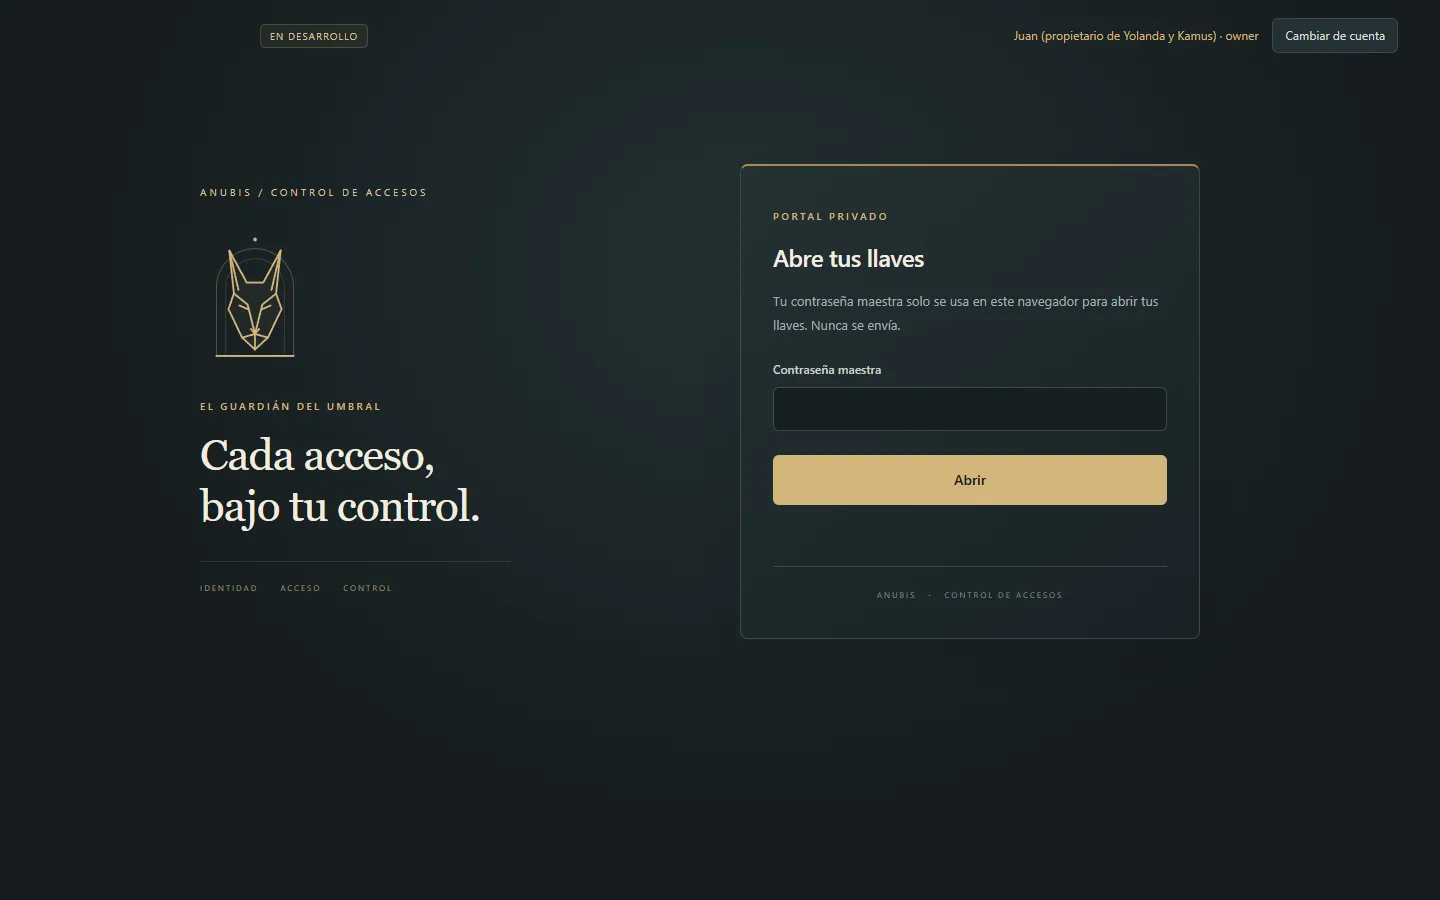 EN DESARROLLO
Juan (propietario de Yolanda y Kamus) · owner
Cambiar de cuenta
ANUBIS / CONTROL DE ACCESOS
EL GUARDIÁN DEL UMBRAL
Cada acceso,
bajo tu control.
IDENTIDAD ACCESO CONTROL
PORTAL PRIVADO
Abre tus llaves
Tu contraseña maestra solo se usa en este navegador para abrir tus
llaves. Nunca se envía.
Contraseña maestra
Abrir
ANUBIS · CONTROL DE ACCESOS